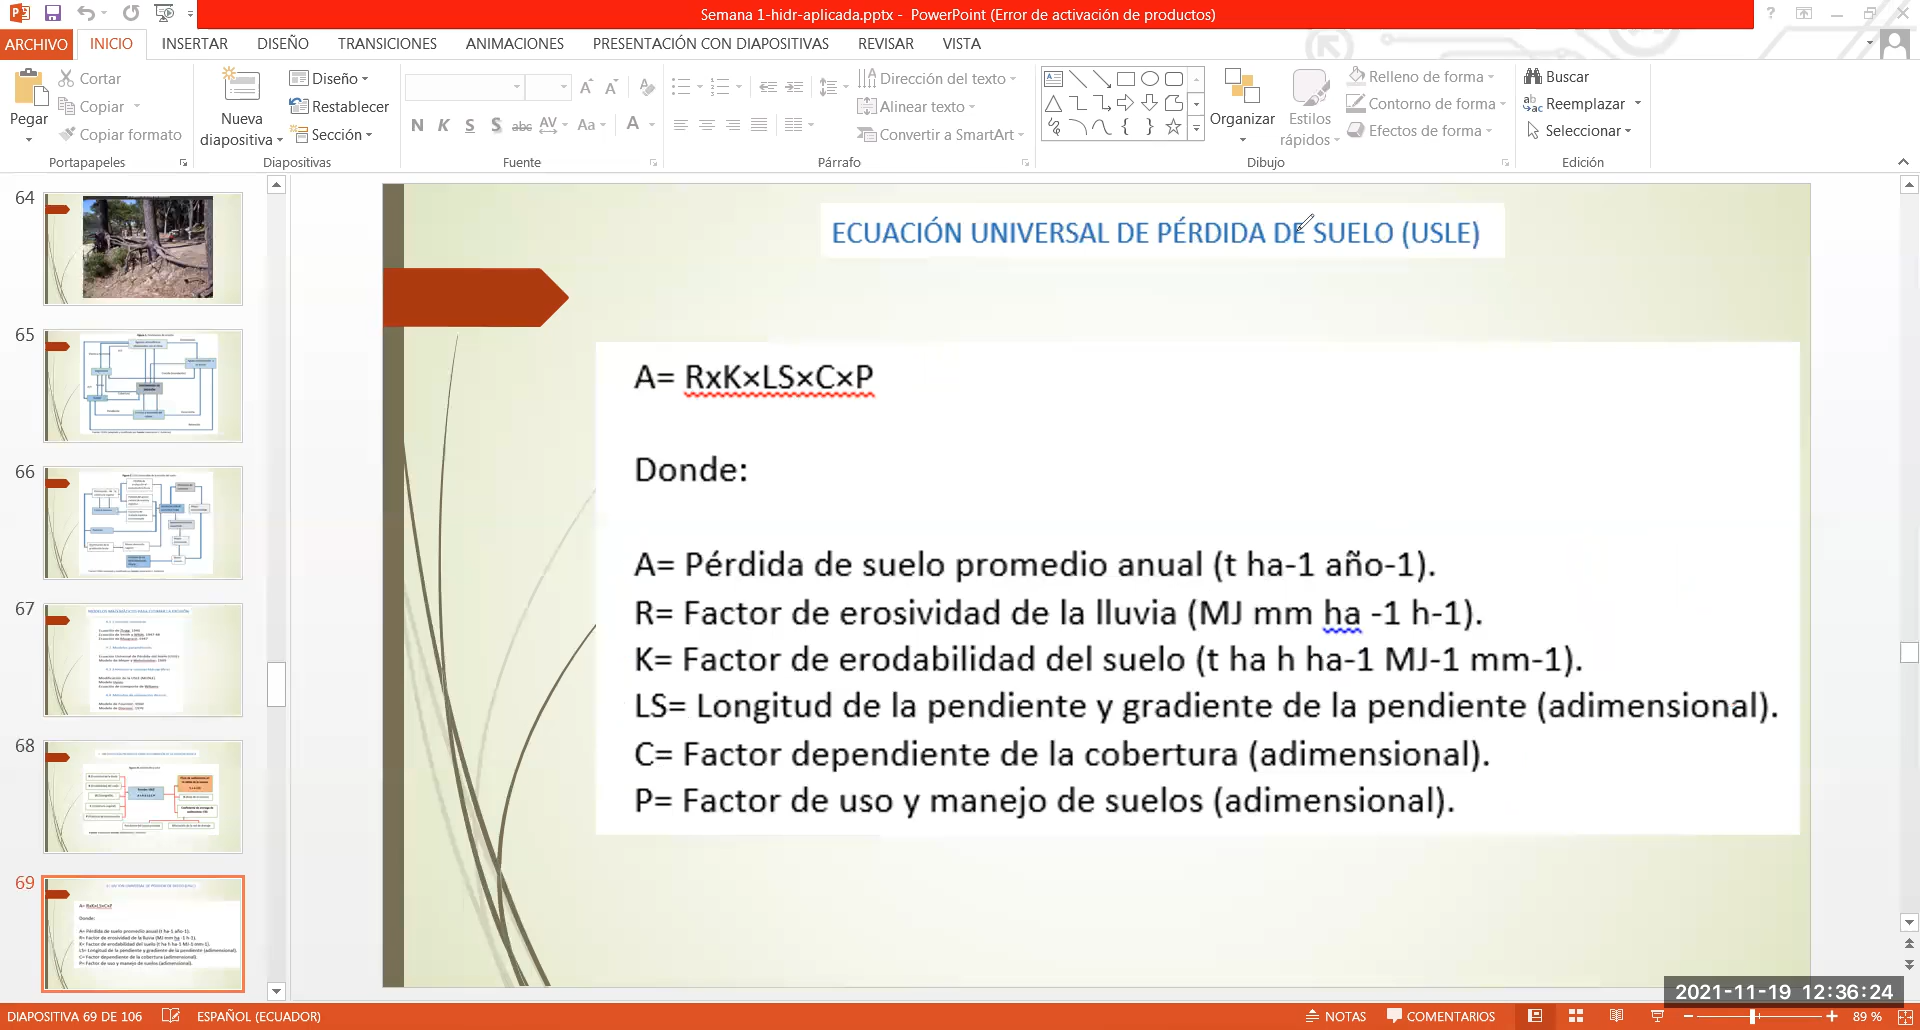 Semana 1-hidr-aplicada.pptx - PowerPoint (Error de activación de productos)
ARCHIVO INICIO INSERTAR DISEÑO TRANSICIONES ANIMACIONES PRESENTACIÓN CON DIAPOSITIVAS REVISAR VISTA
Pegar
Cortar
Copiar
Copiar formato
Portapapeles
Nueva
diapositiva
Diseño
Restablecer
Sección
Diapositivas
N K S S abc AV Aa A
Fuente
Dirección del texto
Alinear texto
Convertir a SmartArt
Párrafo
Organizar
Estilos
rápidos
Relleno de forma
Contorno de forma
Efectos de forma
Dibujo
Buscar
Reemplazar
Seleccionar
Edición
64
65
66
67
68
69
ECUACIÓN UNIVERSAL DE PÉRDIDA DE SUELO (USLE)
A= RxK×LS×C×P
Donde:
A= Pérdida de suelo promedio anual (t ha-1 año-1).
R= Factor de erosividad de la lluvia (MJ mm ha -1 h-1).
K= Factor de erodabilidad del suelo (t ha h ha-1 MJ-1 mm-1).
LS= Longitud de la pendiente y gradiente de la pendiente (adimensional).
C= Factor dependiente de la cobertura (adimensional).
P= Factor de uso y manejo de suelos (adimensional).
2021-11-19 12:36:24
DIAPOSITIVA 69 DE 106 ESPAÑOL (ECUADOR) NOTAS COMENTARIOS 89 %